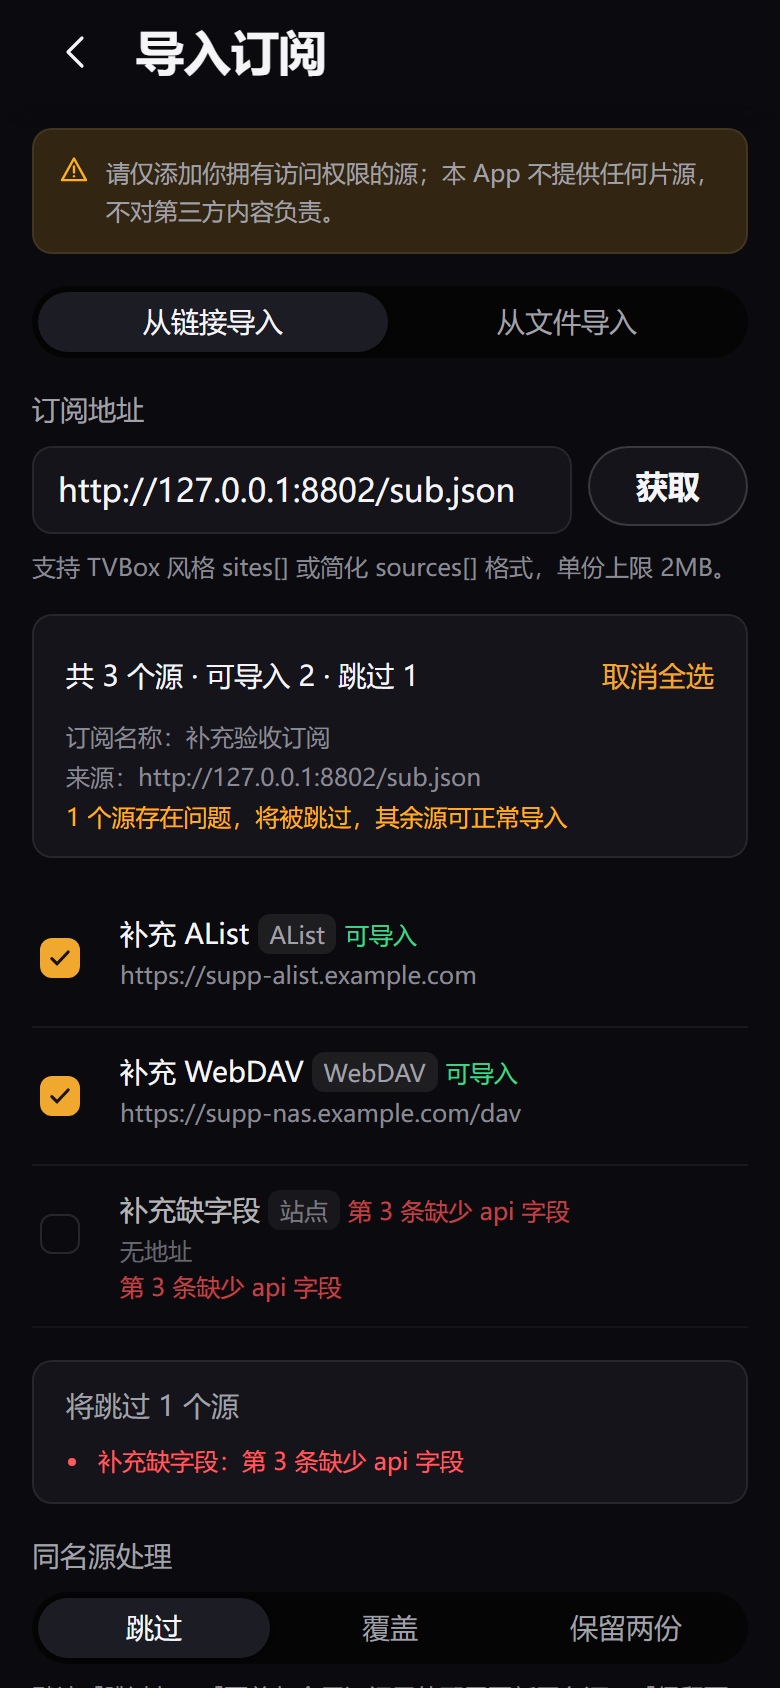 导入订阅
请仅添加你拥有访问权限的源；本 App 不提供任何片源，
不对第三方内容负责。
从链接导入
从文件导入
订阅地址
http://127.0.0.1:8802/sub.json
获取
支持 TVBox 风格 sites[] 或简化 sources[] 格式，单份上限 2MB。
共 3 个源 · 可导入 2 · 跳过 1
取消全选
订阅名称：补充验收订阅
来源：http://127.0.0.1:8802/sub.json
1 个源存在问题，将被跳过，其余源可正常导入
补充 AList AList 可导入
https://supp-alist.example.com
补充 WebDAV WebDAV 可导入
https://supp-nas.example.com/dav
补充缺字段 站点 第 3 条缺少 api 字段
无地址
第 3 条缺少 api 字段
将跳过 1 个源
• 补充缺字段：第 3 条缺少 api 字段
同名源处理
跳过
覆盖
保留两份